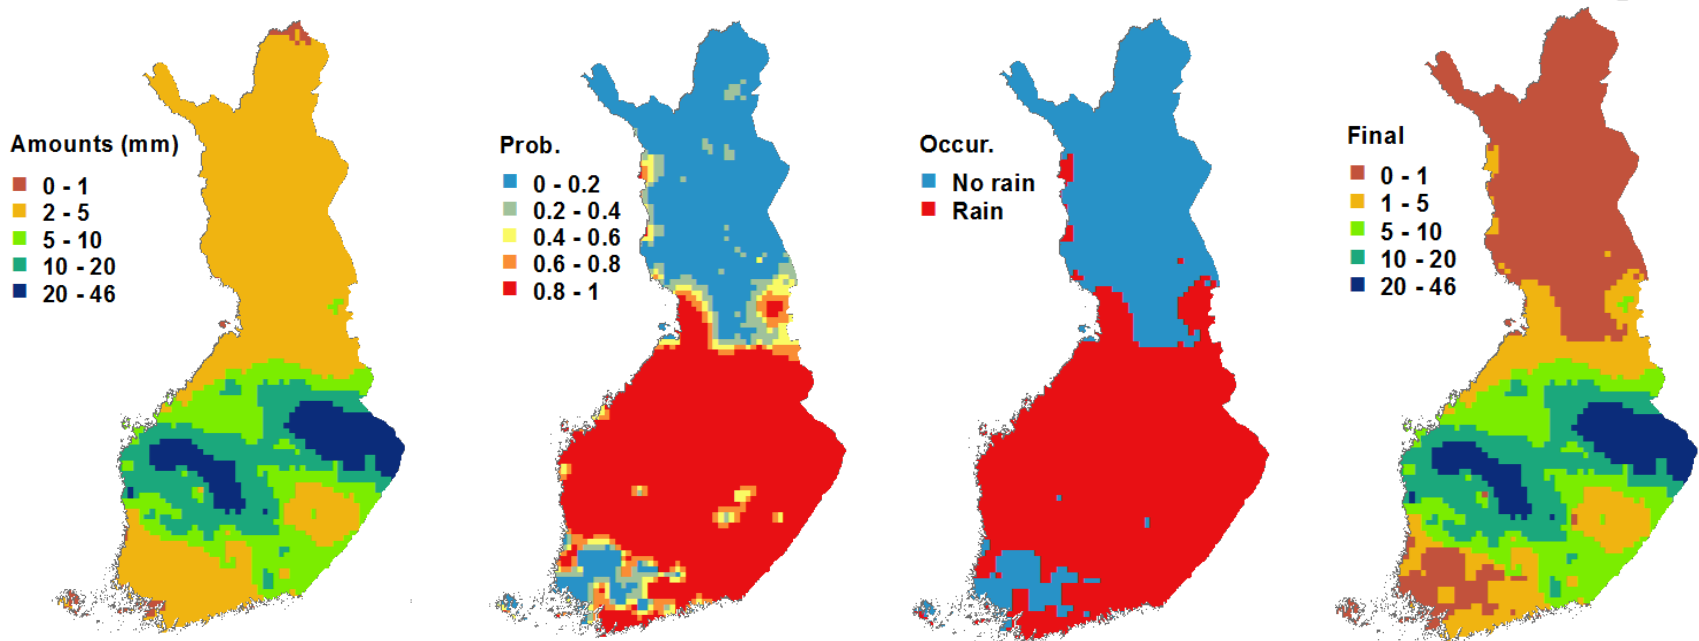 Amounts (mm)
0 - 1
2 - 5
5 - 10
10 - 20
20 - 46
Prob.
0 - 0.2
0.2 - 0.4
0.4 - 0.6
0.6 - 0.8
0.8 - 1
Occur.
No rain
Rain
Final
0 - 1
1 - 5
5 - 10
10 - 20
20 - 46